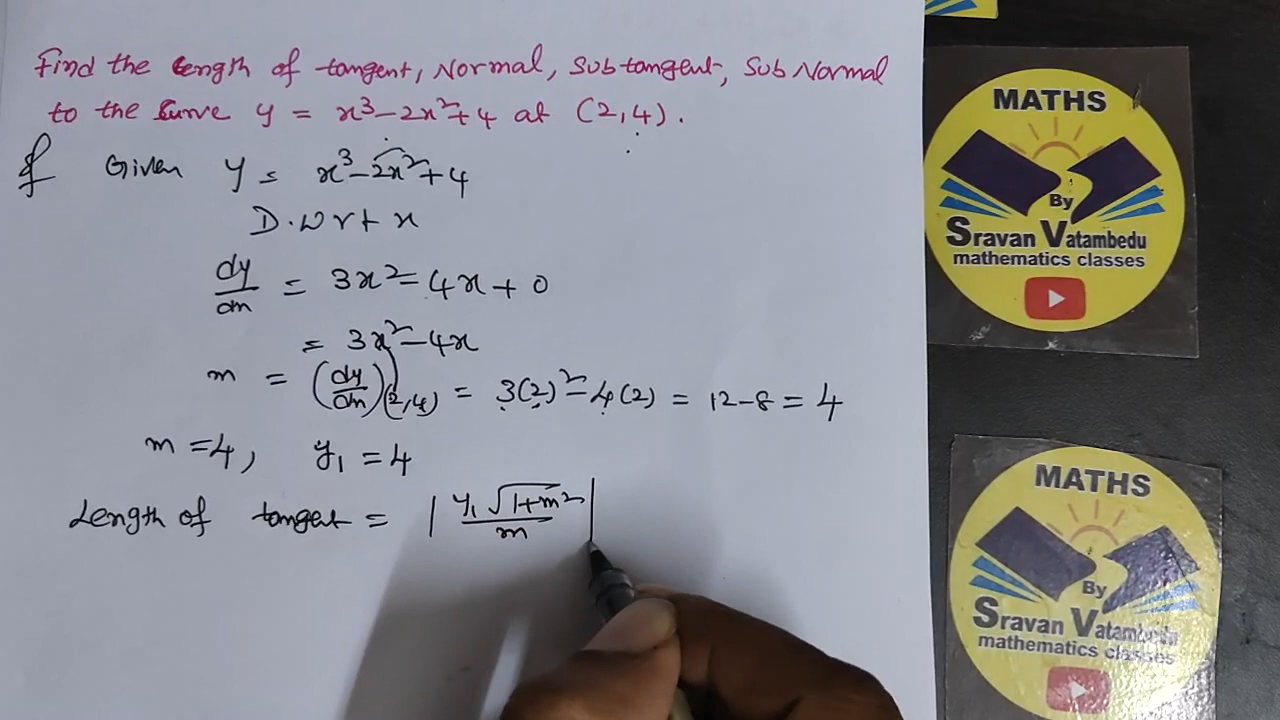 Find the Length of tangent, Normal, Subtangent, Sub Normal
to the Curve y = x³-2x²+4 at (2,4).
Given y = x³-2x²+4
D.w r t x
dy/dx = 3x²-4x+0
= 3x²-4x
m = (dy/dx)(2,4) = 3(2)²-4(2) = 12-8 = 4
m = 4, y₁ = 4
Length of tangent = | y₁√1+m² / m |
MATHS
By
Sravan Vatambedu
mathematics classes
MATHS
By
Sravan Vatambedu
mathematics classes